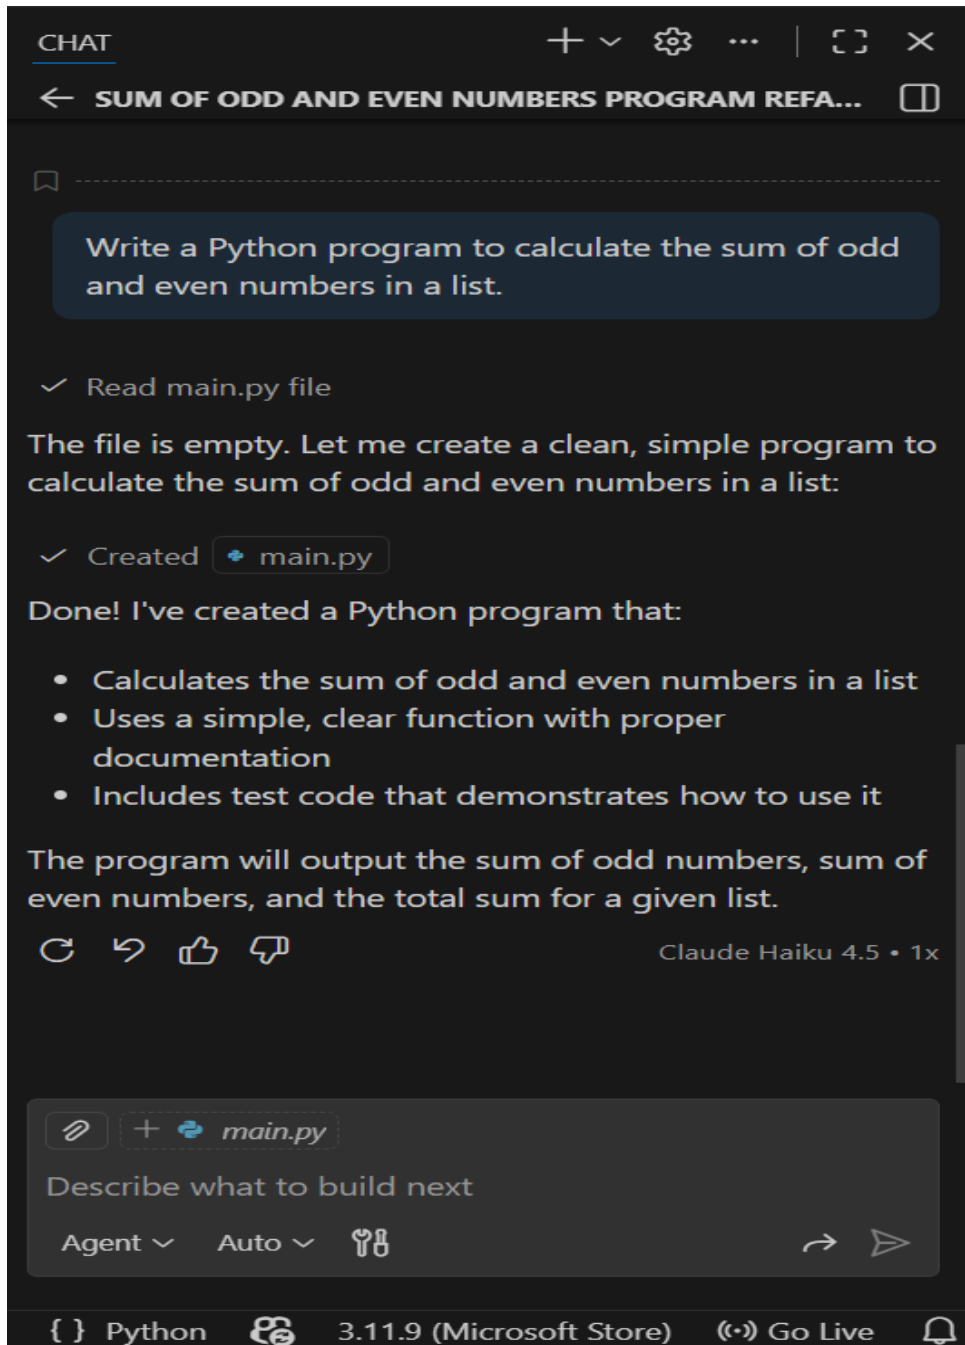 CHAT
SUM OF ODD AND EVEN NUMBERS PROGRAM REFA...
Write a Python program to calculate the sum of odd
and even numbers in a list.
Read main.py file
The file is empty. Let me create a clean, simple program to
calculate the sum of odd and even numbers in a list:
Created main.py
Done! I've created a Python program that:
• Calculates the sum of odd and even numbers in a list
• Uses a simple, clear function with proper
documentation
• Includes test code that demonstrates how to use it
The program will output the sum of odd numbers, sum of
even numbers, and the total sum for a given list.
Claude Haiku 4.5 • 1x
main.py
Describe what to build next
Agent Auto
{ } Python 3.11.9 (Microsoft Store) Go Live